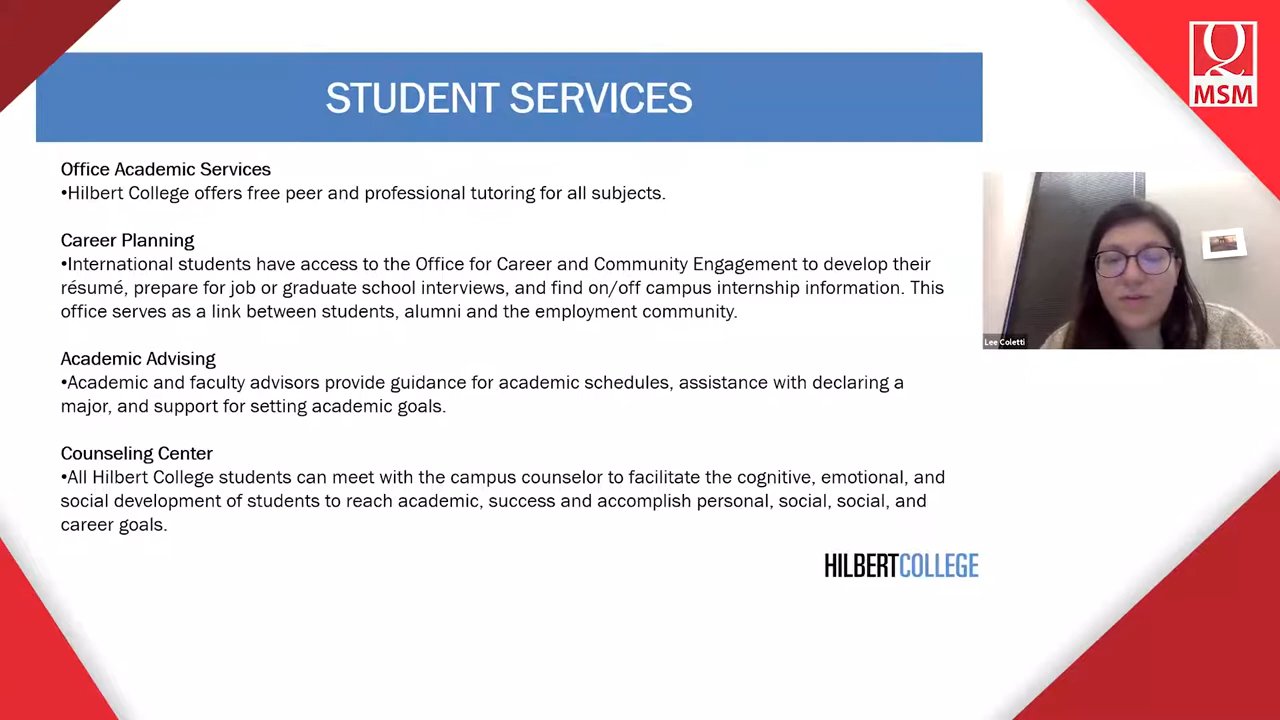 STUDENT SERVICES
Office Academic Services
•Hilbert College offers free peer and professional tutoring for all subjects.
Career Planning
•International students have access to the Office for Career and Community Engagement to develop their
résumé, prepare for job or graduate school interviews, and find on/off campus internship information. This
office serves as a link between students, alumni and the employment community.
Academic Advising
•Academic and faculty advisors provide guidance for academic schedules, assistance with declaring a
major, and support for setting academic goals.
Counseling Center
•All Hilbert College students can meet with the campus counselor to facilitate the cognitive, emotional, and
social development of students to reach academic, success and accomplish personal, social, social, and
career goals.
HILBERTCOLLEGE
Q
MSM
Lee Coletti